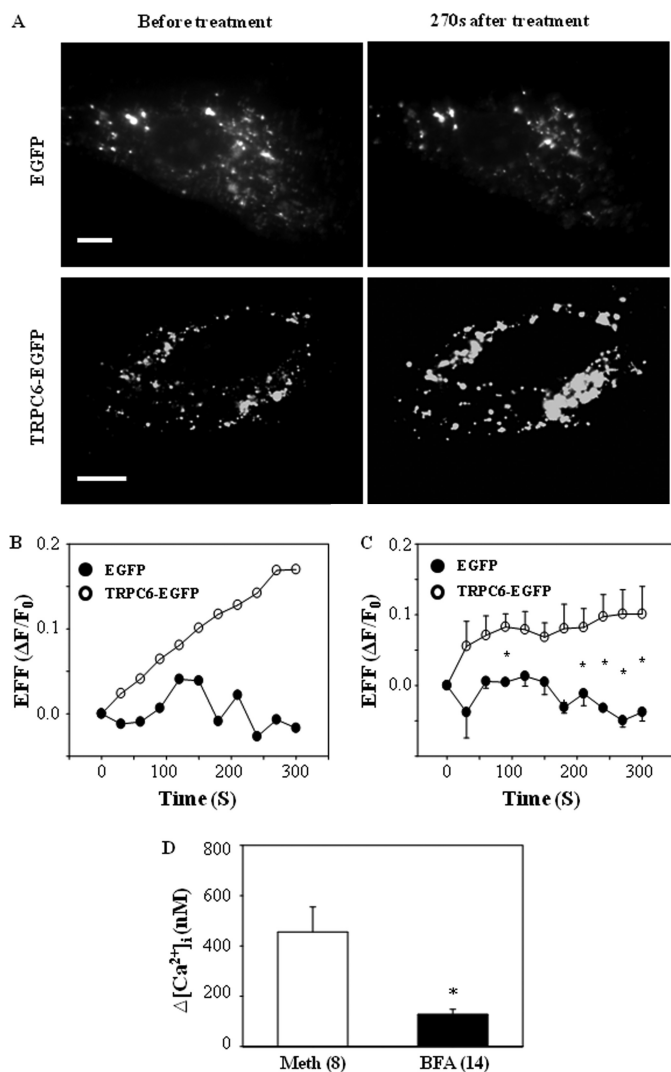 A
Before treatment
270s after treatment
EGFP
TRPC6-EGFP
B
0.2
0.1
0.0
EFF (ΔF/F0)
EGFP
TRPC6-EGFP
0 100 200 300
Time (S)
C
0.2
0.1
0.0
EFF (ΔF/F0)
EGFP
TRPC6-EGFP
*
*
*
*
*
0 100 200 300
Time (S)
D
800
600
400
200
0
Δ[Ca2+]i (nM)
*
Meth (8)
BFA (14)